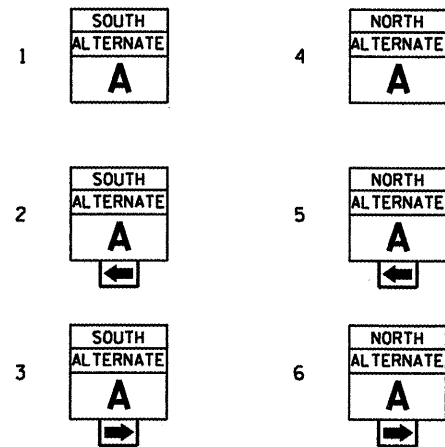 1
SOUTH
ALTERNATE
A
4
NORTH
ALTERNATE
A
2
SOUTH
ALTERNATE
A
5
NORTH
ALTERNATE
A
3
SOUTH
ALTERNATE
A
6
NORTH
ALTERNATE
A